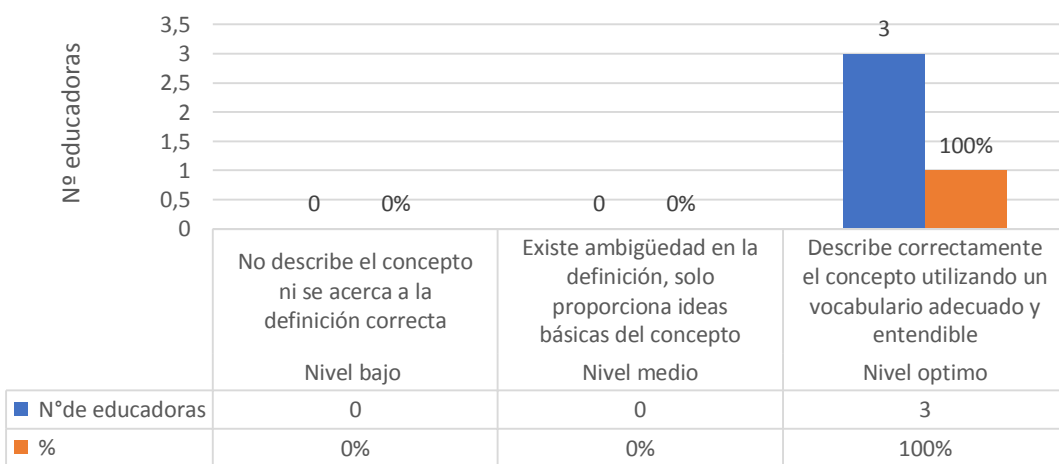 Nº educadoras
3,5
3
2,5
2
1,5
1
0,5
0
0
0%
0
0%
3
100%
No describe el concepto
ni se acerca a la
definición correcta
Existe ambigüedad en la
definición, solo
proporciona ideas
básicas del concepto
Describe correctamente
el concepto utilizando un
vocabulario adecuado y
entendible
Nivel bajo
Nivel medio
Nivel optimo
N°de educadoras
0
0
3
%
0%
0%
100%